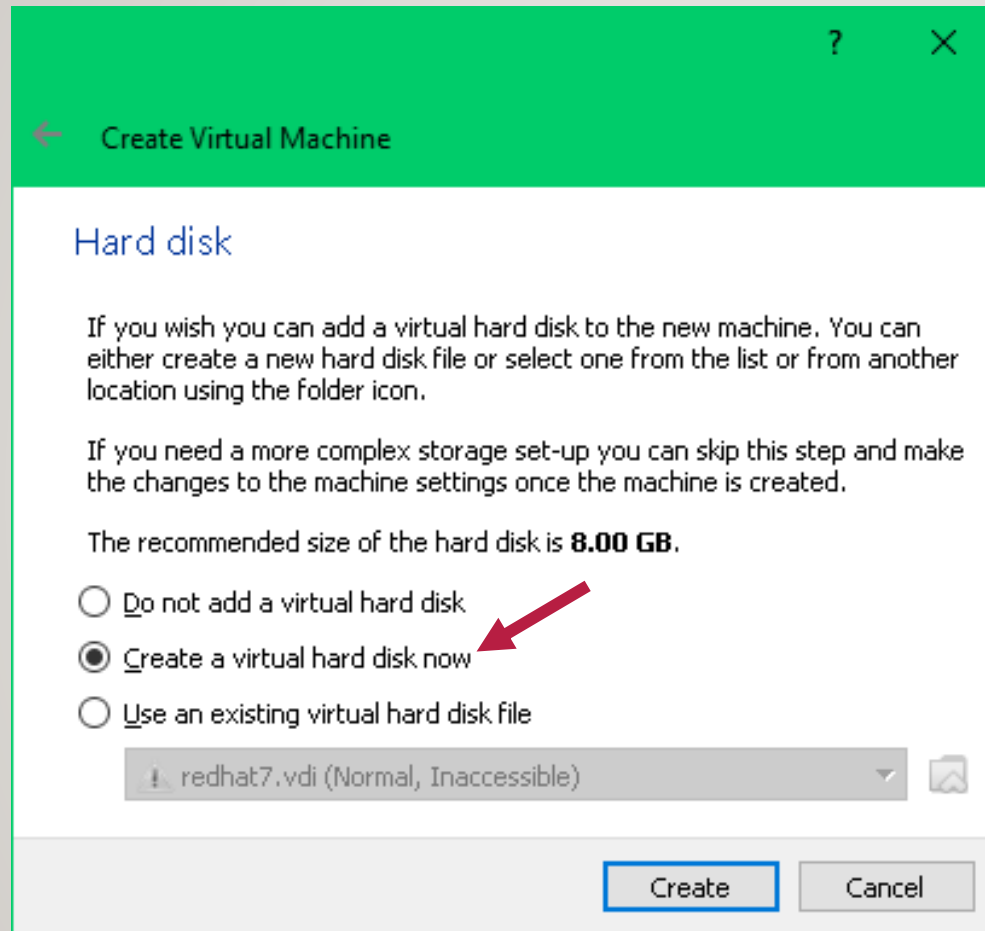 ?
Create Virtual Machine
Hard disk
If you wish you can add a virtual hard disk to the new machine. You can
either create a new hard disk file or select one from the list or from another
location using the folder icon.
If you need a more complex storage set-up you can skip this step and make
the changes to the machine settings once the machine is created.
The recommended size of the hard disk is 8.00 GB.
Do not add a virtual hard disk
Create a virtual hard disk now
Use an existing virtual hard disk file
redhat7.vdi (Normal, Inaccessible)
Create Cancel